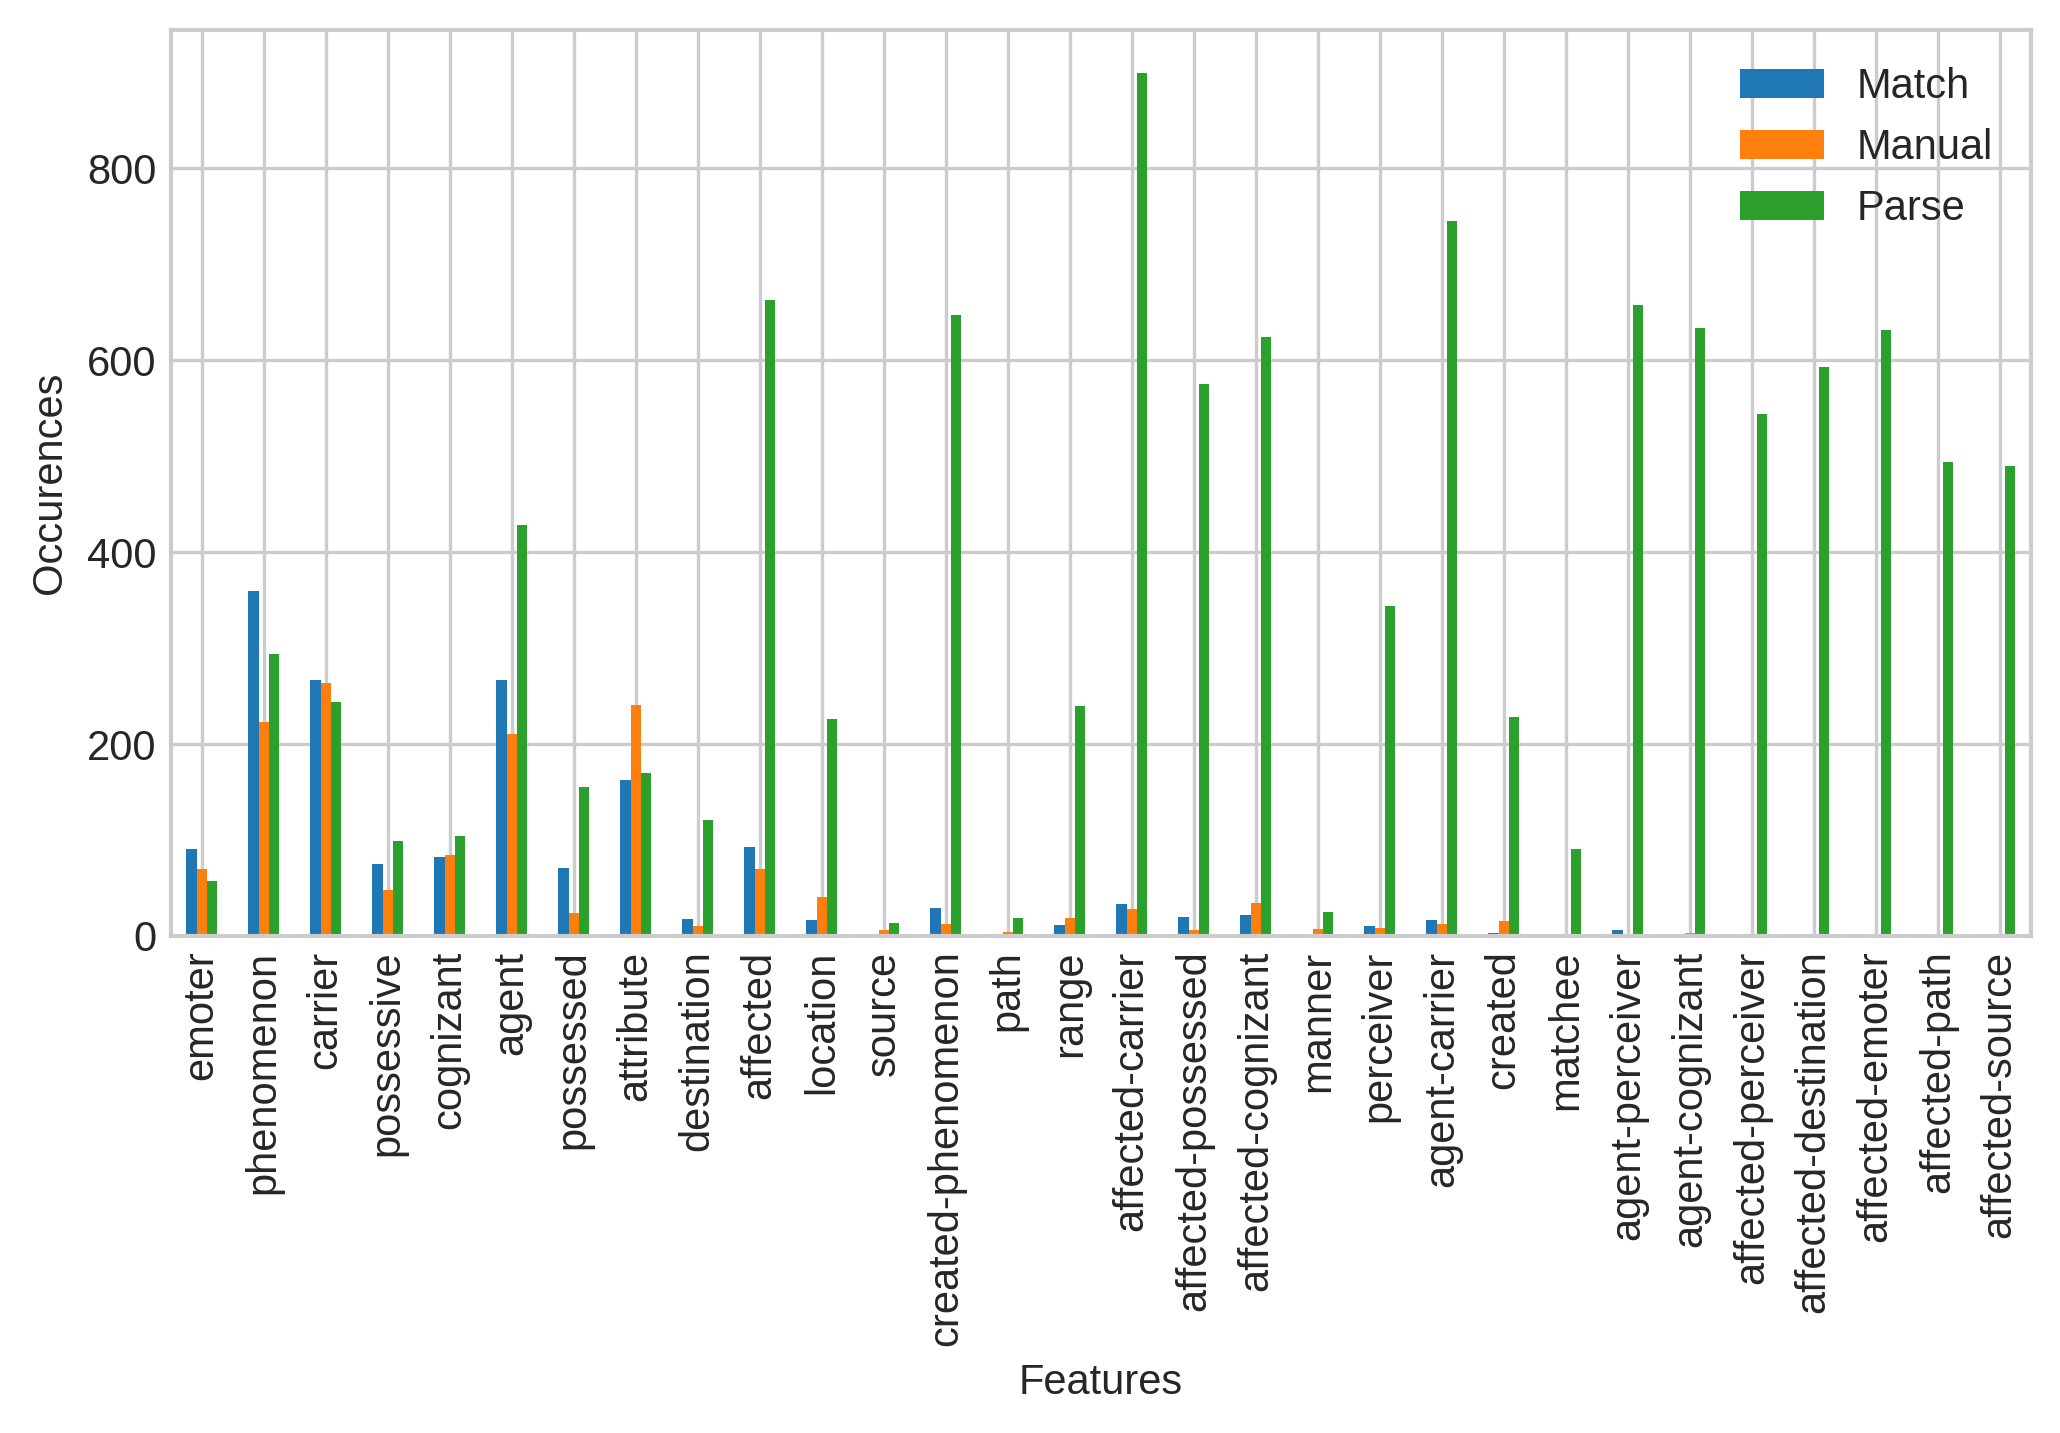 Match
Manual
Parse
800
600
400
200
0
Occurences
emoter
phenomenon
carrier
possessive
cognizant
agent
possessed
attribute
destination
affected
location
source
created-phenomenon
path
range
affected-carrier
affected-possessed
affected-cognizant
manner
perceiver
agent-carrier
created
matchee
agent-perceiver
agent-cognizant
affected-perceiver
affected-destination
affected-emoter
affected-path
affected-source
Features